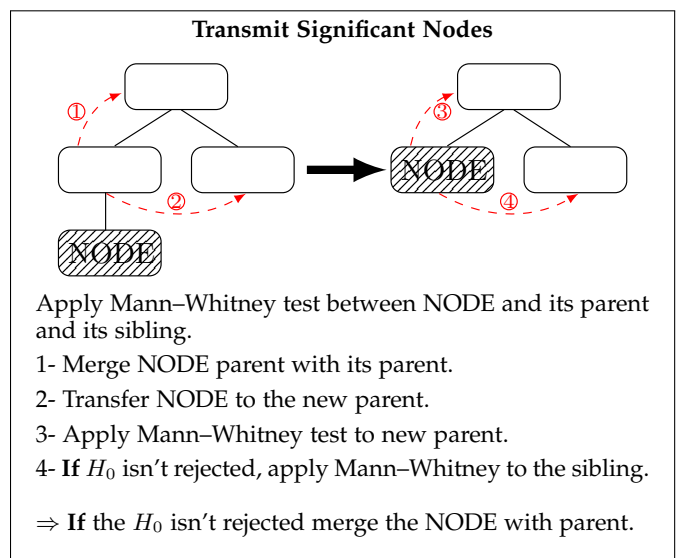 Transmit Significant Nodes
①
②
NODE
③
NODE
④
Apply Mann–Whitney test between NODE and its parent
and its sibling.
1- Merge NODE parent with its parent.
2- Transfer NODE to the new parent.
3- Apply Mann–Whitney test to new parent.
4- If H₀ isn't rejected, apply Mann–Whitney to the sibling.
⇒ If the H₀ isn't rejected merge the NODE with parent.